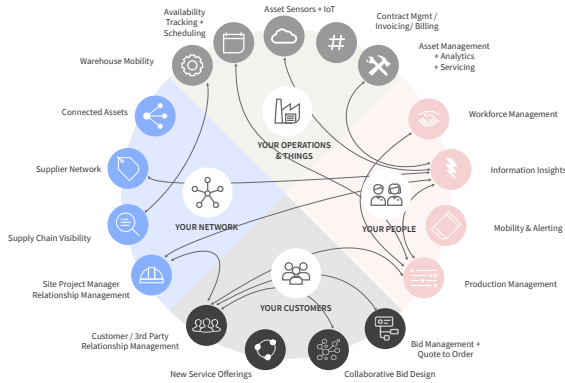 Asset Sensors + IoT
Availability
Tracking +
Scheduling
Contract Mgmt /
Invoicing/ Billing
#
Warehouse Mobility
Asset Management
+ Analytics
+ Servicing
Connected Assets
Workforce Management
YOUR OPERATIONS
& THINGS
Supplier Network
Information Insights
YOUR NETWORK
YOUR PEOPLE
Supply Chain Visibility
Mobility & Alerting
Site Project Manager
Relationship Management
Production Management
YOUR CUSTOMERS
Customer / 3rd Party
Relationship Management
Bid Management +
Quote to Order
New Service Offerings
Collaborative Bid Design